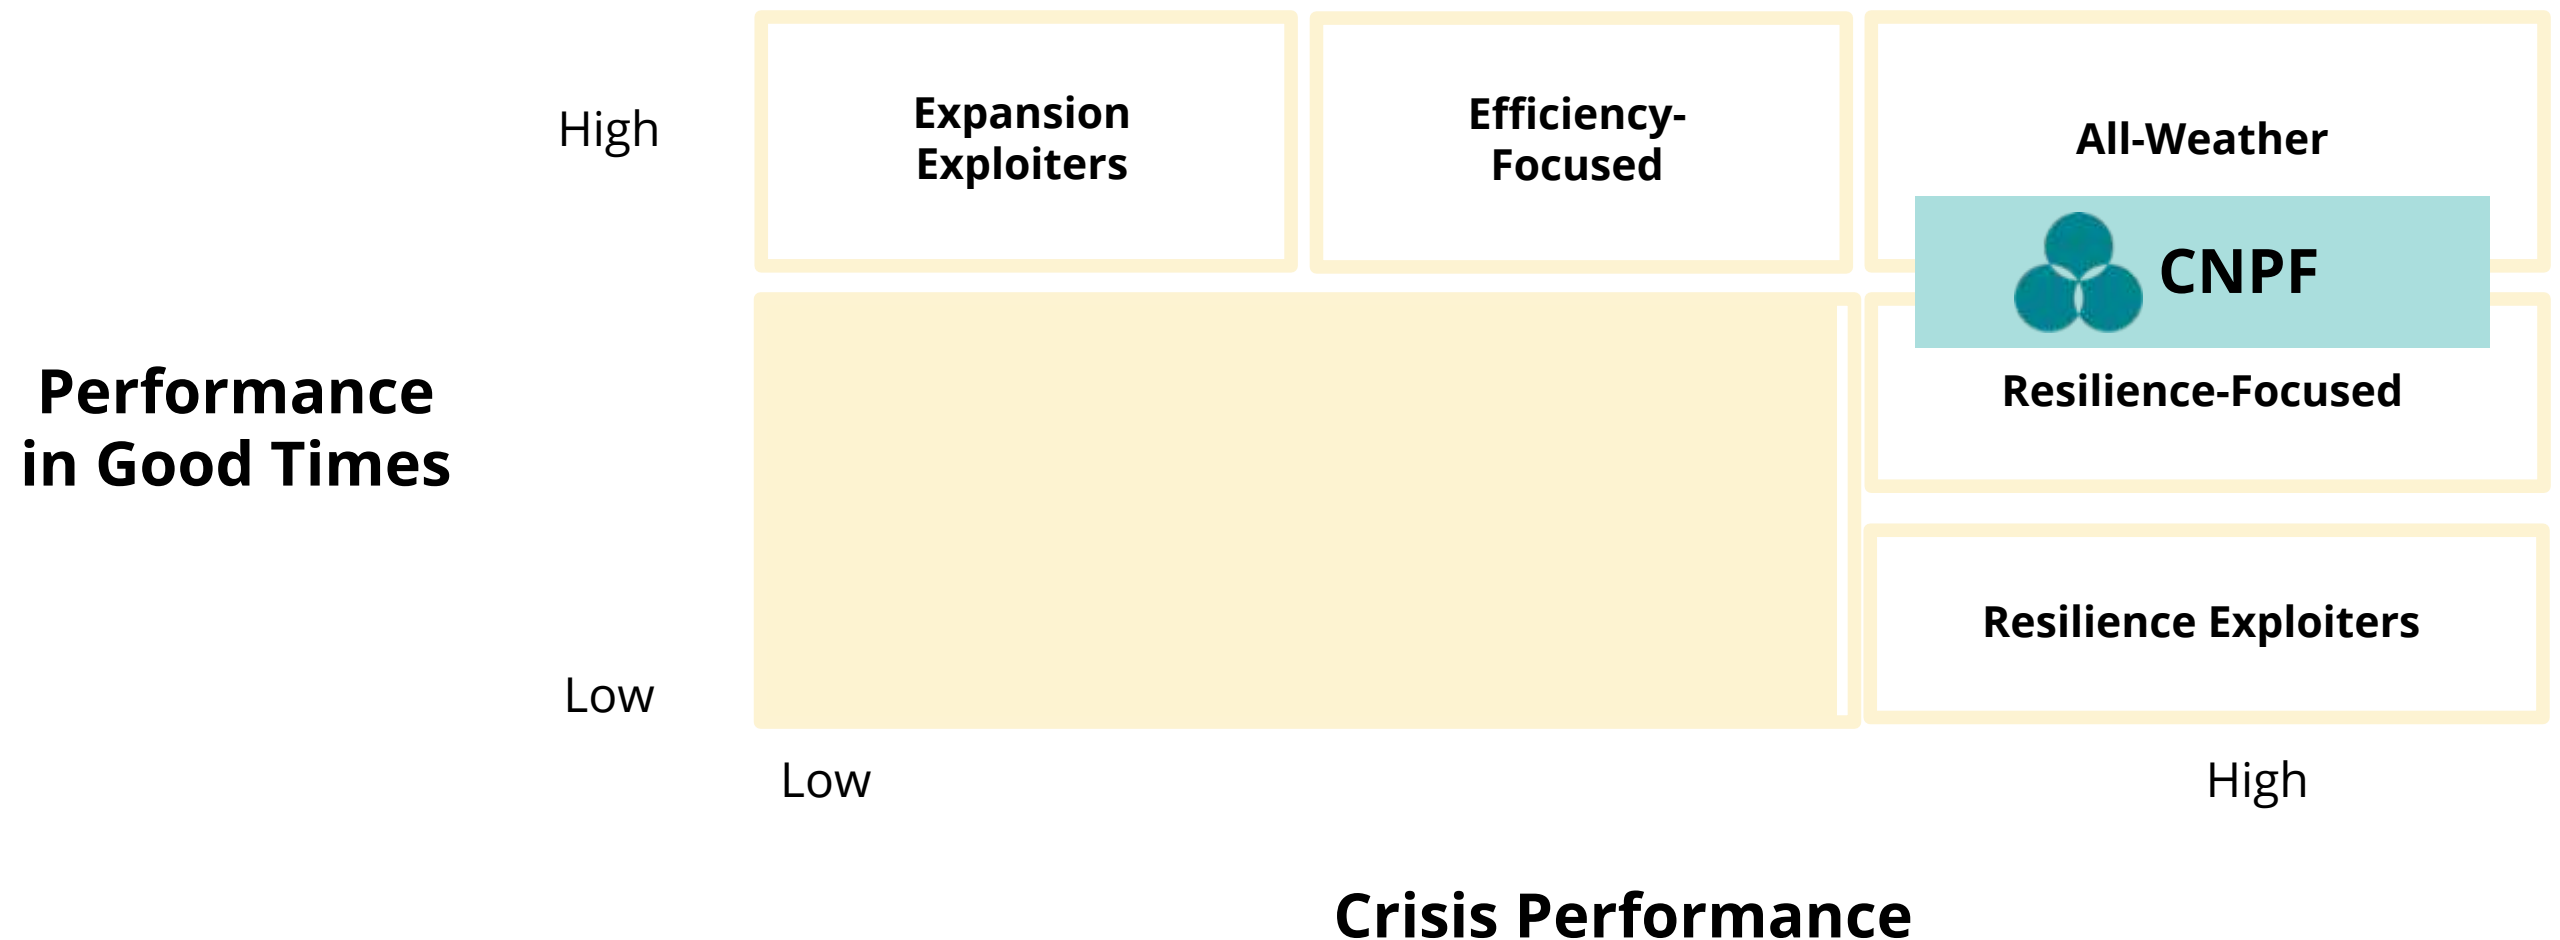 Expansion
Exploiters
Efficiency-
Focused
All-Weather
High
CNPF
Performance
in Good Times
Resilience-Focused
Resilience Exploiters
Low
Low
High
Crisis Performance